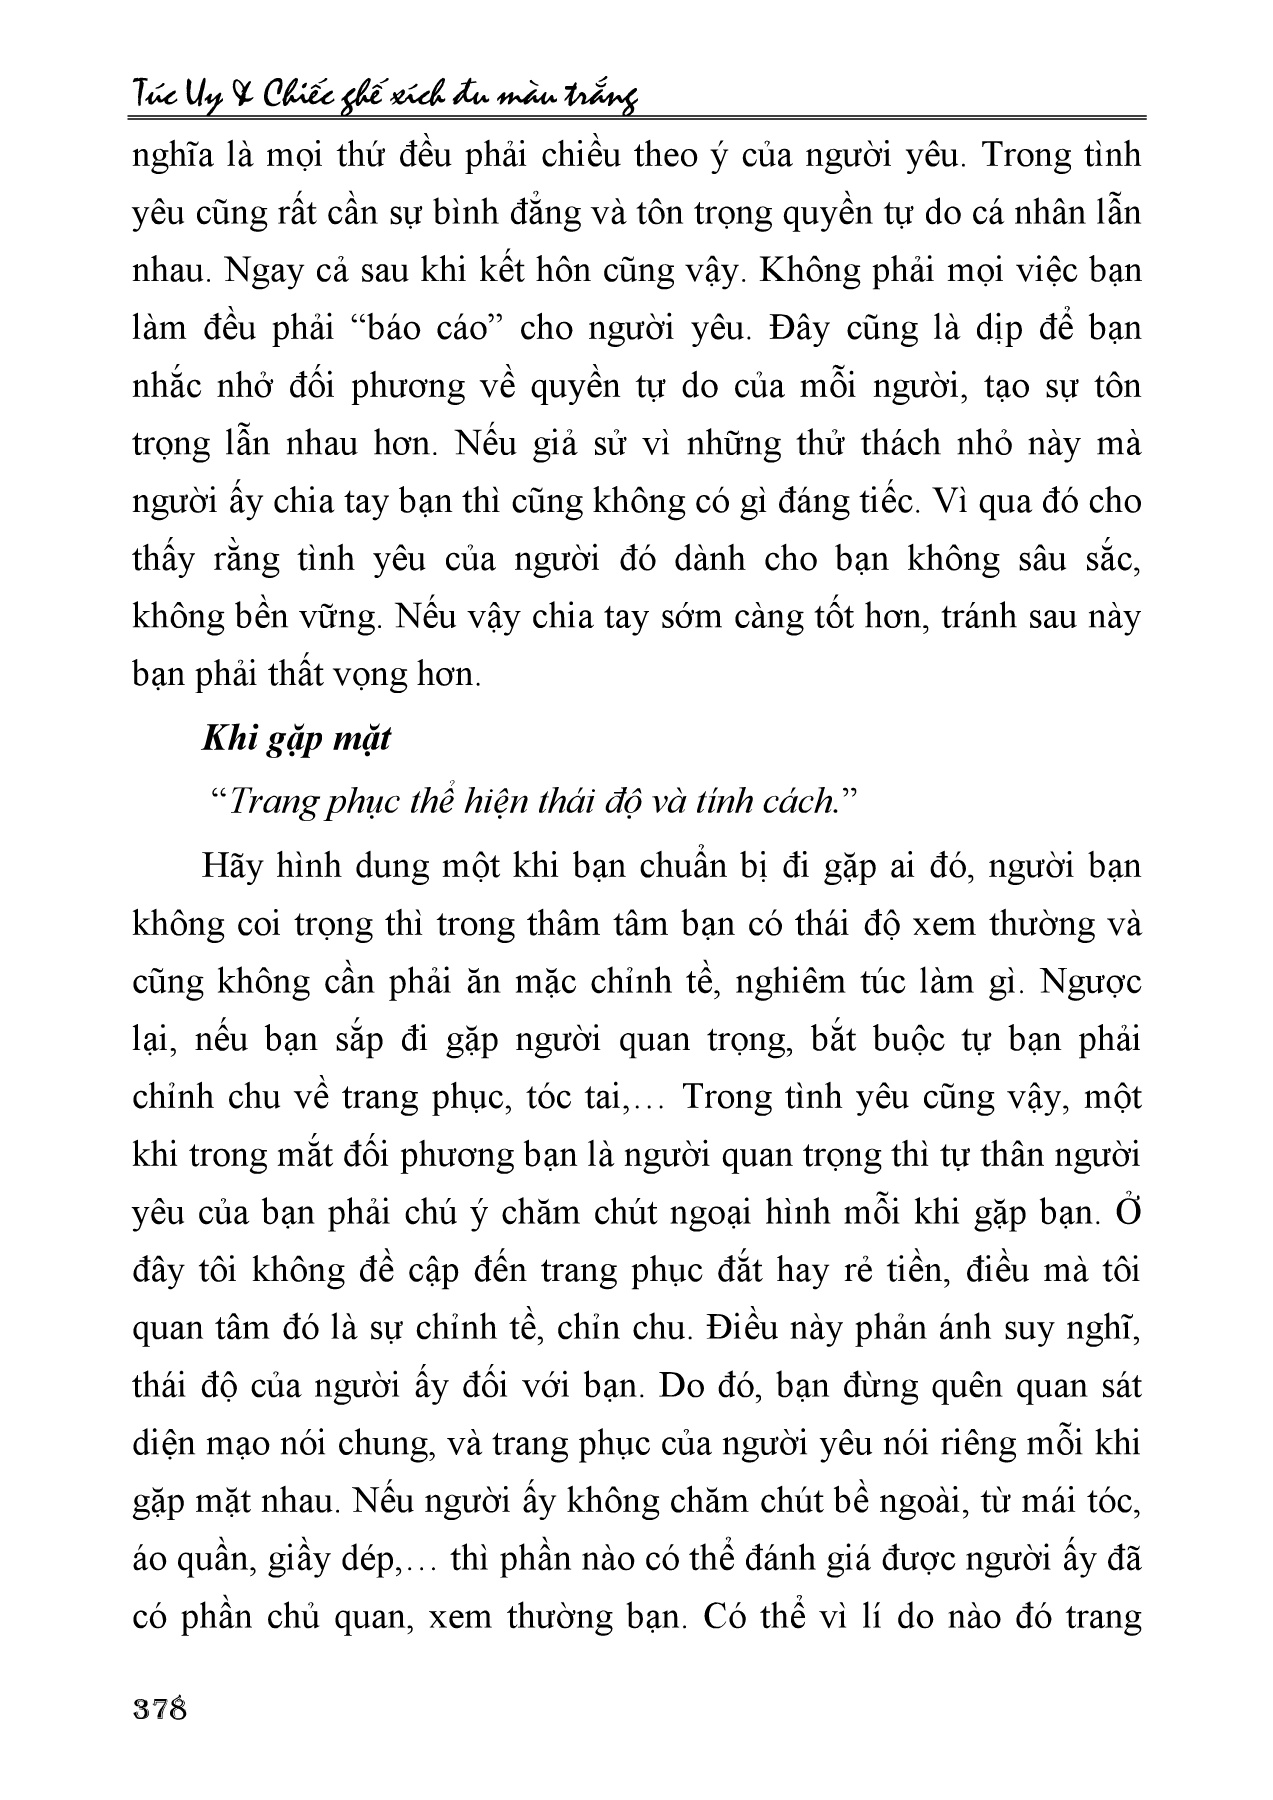 Túc Uy & Chiếc ghế xích đu màu trắng
nghĩa là mọi thứ đều phải chiều theo ý của người yêu. Trong tình
yêu cũng rất cần sự bình đẳng và tôn trọng quyền tự do cá nhân lẫn
nhau. Ngay cả sau khi kết hôn cũng vậy. Không phải mọi việc bạn
làm đều phải “báo cáo” cho người yêu. Đây cũng là dịp để bạn
nhắc nhở đối phương về quyền tự do của mỗi người, tạo sự tôn
trọng lẫn nhau hơn. Nếu giả sử vì những thử thách nhỏ này mà
người ấy chia tay bạn thì cũng không có gì đáng tiếc. Vì qua đó cho
thấy rằng tình yêu của người đó dành cho bạn không sâu sắc,
không bền vững. Nếu vậy chia tay sớm càng tốt hơn, tránh sau này
bạn phải thất vọng hơn.
Khi gặp mặt
“Trang phục thể hiện thái độ và tính cách.”
Hãy hình dung một khi bạn chuẩn bị đi gặp ai đó, người bạn
không coi trọng thì trong thâm tâm bạn có thái độ xem thường và
cũng không cần phải ăn mặc chỉnh tề, nghiêm túc làm gì. Ngược
lại, nếu bạn sắp đi gặp người quan trọng, bắt buộc tự bạn phải
chỉnh chu về trang phục, tóc tai,… Trong tình yêu cũng vậy, một
khi trong mắt đối phương bạn là người quan trọng thì tự thân người
yêu của bạn phải chú ý chăm chút ngoại hình mỗi khi gặp bạn. Ở
đây tôi không đề cập đến trang phục đắt hay rẻ tiền, điều mà tôi
quan tâm đó là sự chỉnh tề, chỉn chu. Điều này phản ánh suy nghĩ,
thái độ của người ấy đối với bạn. Do đó, bạn đừng quên quan sát
diện mạo nói chung, và trang phục của người yêu nói riêng mỗi khi
gặp mặt nhau. Nếu người ấy không chăm chút bề ngoài, từ mái tóc,
áo quần, giầy dép,… thì phần nào có thể đánh giá được người ấy đã
có phần chủ quan, xem thường bạn. Có thể vì lí do nào đó trang
378